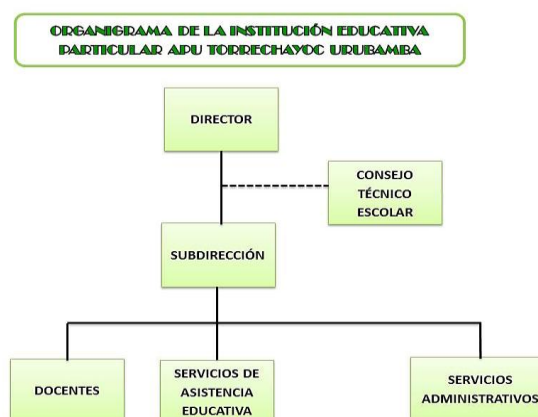 ORGANIGRAMA DE LA INSTITUCIÓN EDUCATIVA
PARTICULAR APU TORRECHAYOC URUBAMBA
DIRECTOR
CONSEJO
TÉCNICO
ESCOLAR
SUBDIRECCIÓN
DOCENTES
SERVICIOS DE
ASISTENCIA
EDUCATIVA
SERVICIOS
ADMINISTRATIVOS